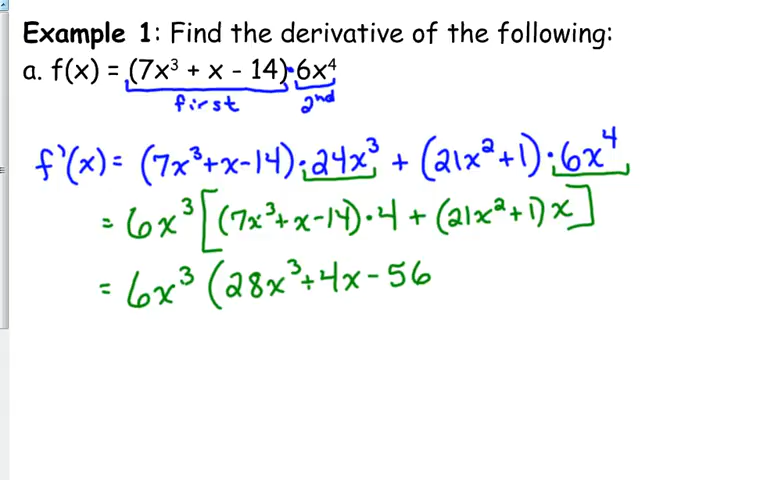 Example 1: Find the derivative of the following:
a. f(x) = (7x³ + x - 14)·6x⁴
first 2nd
f'(x) = (7x³+x-14)·24x³ + (21x²+1)·6x⁴
= 6x³[(7x³+x-14)·4 + (21x²+1)x]
= 6x³(28x³+4x-56